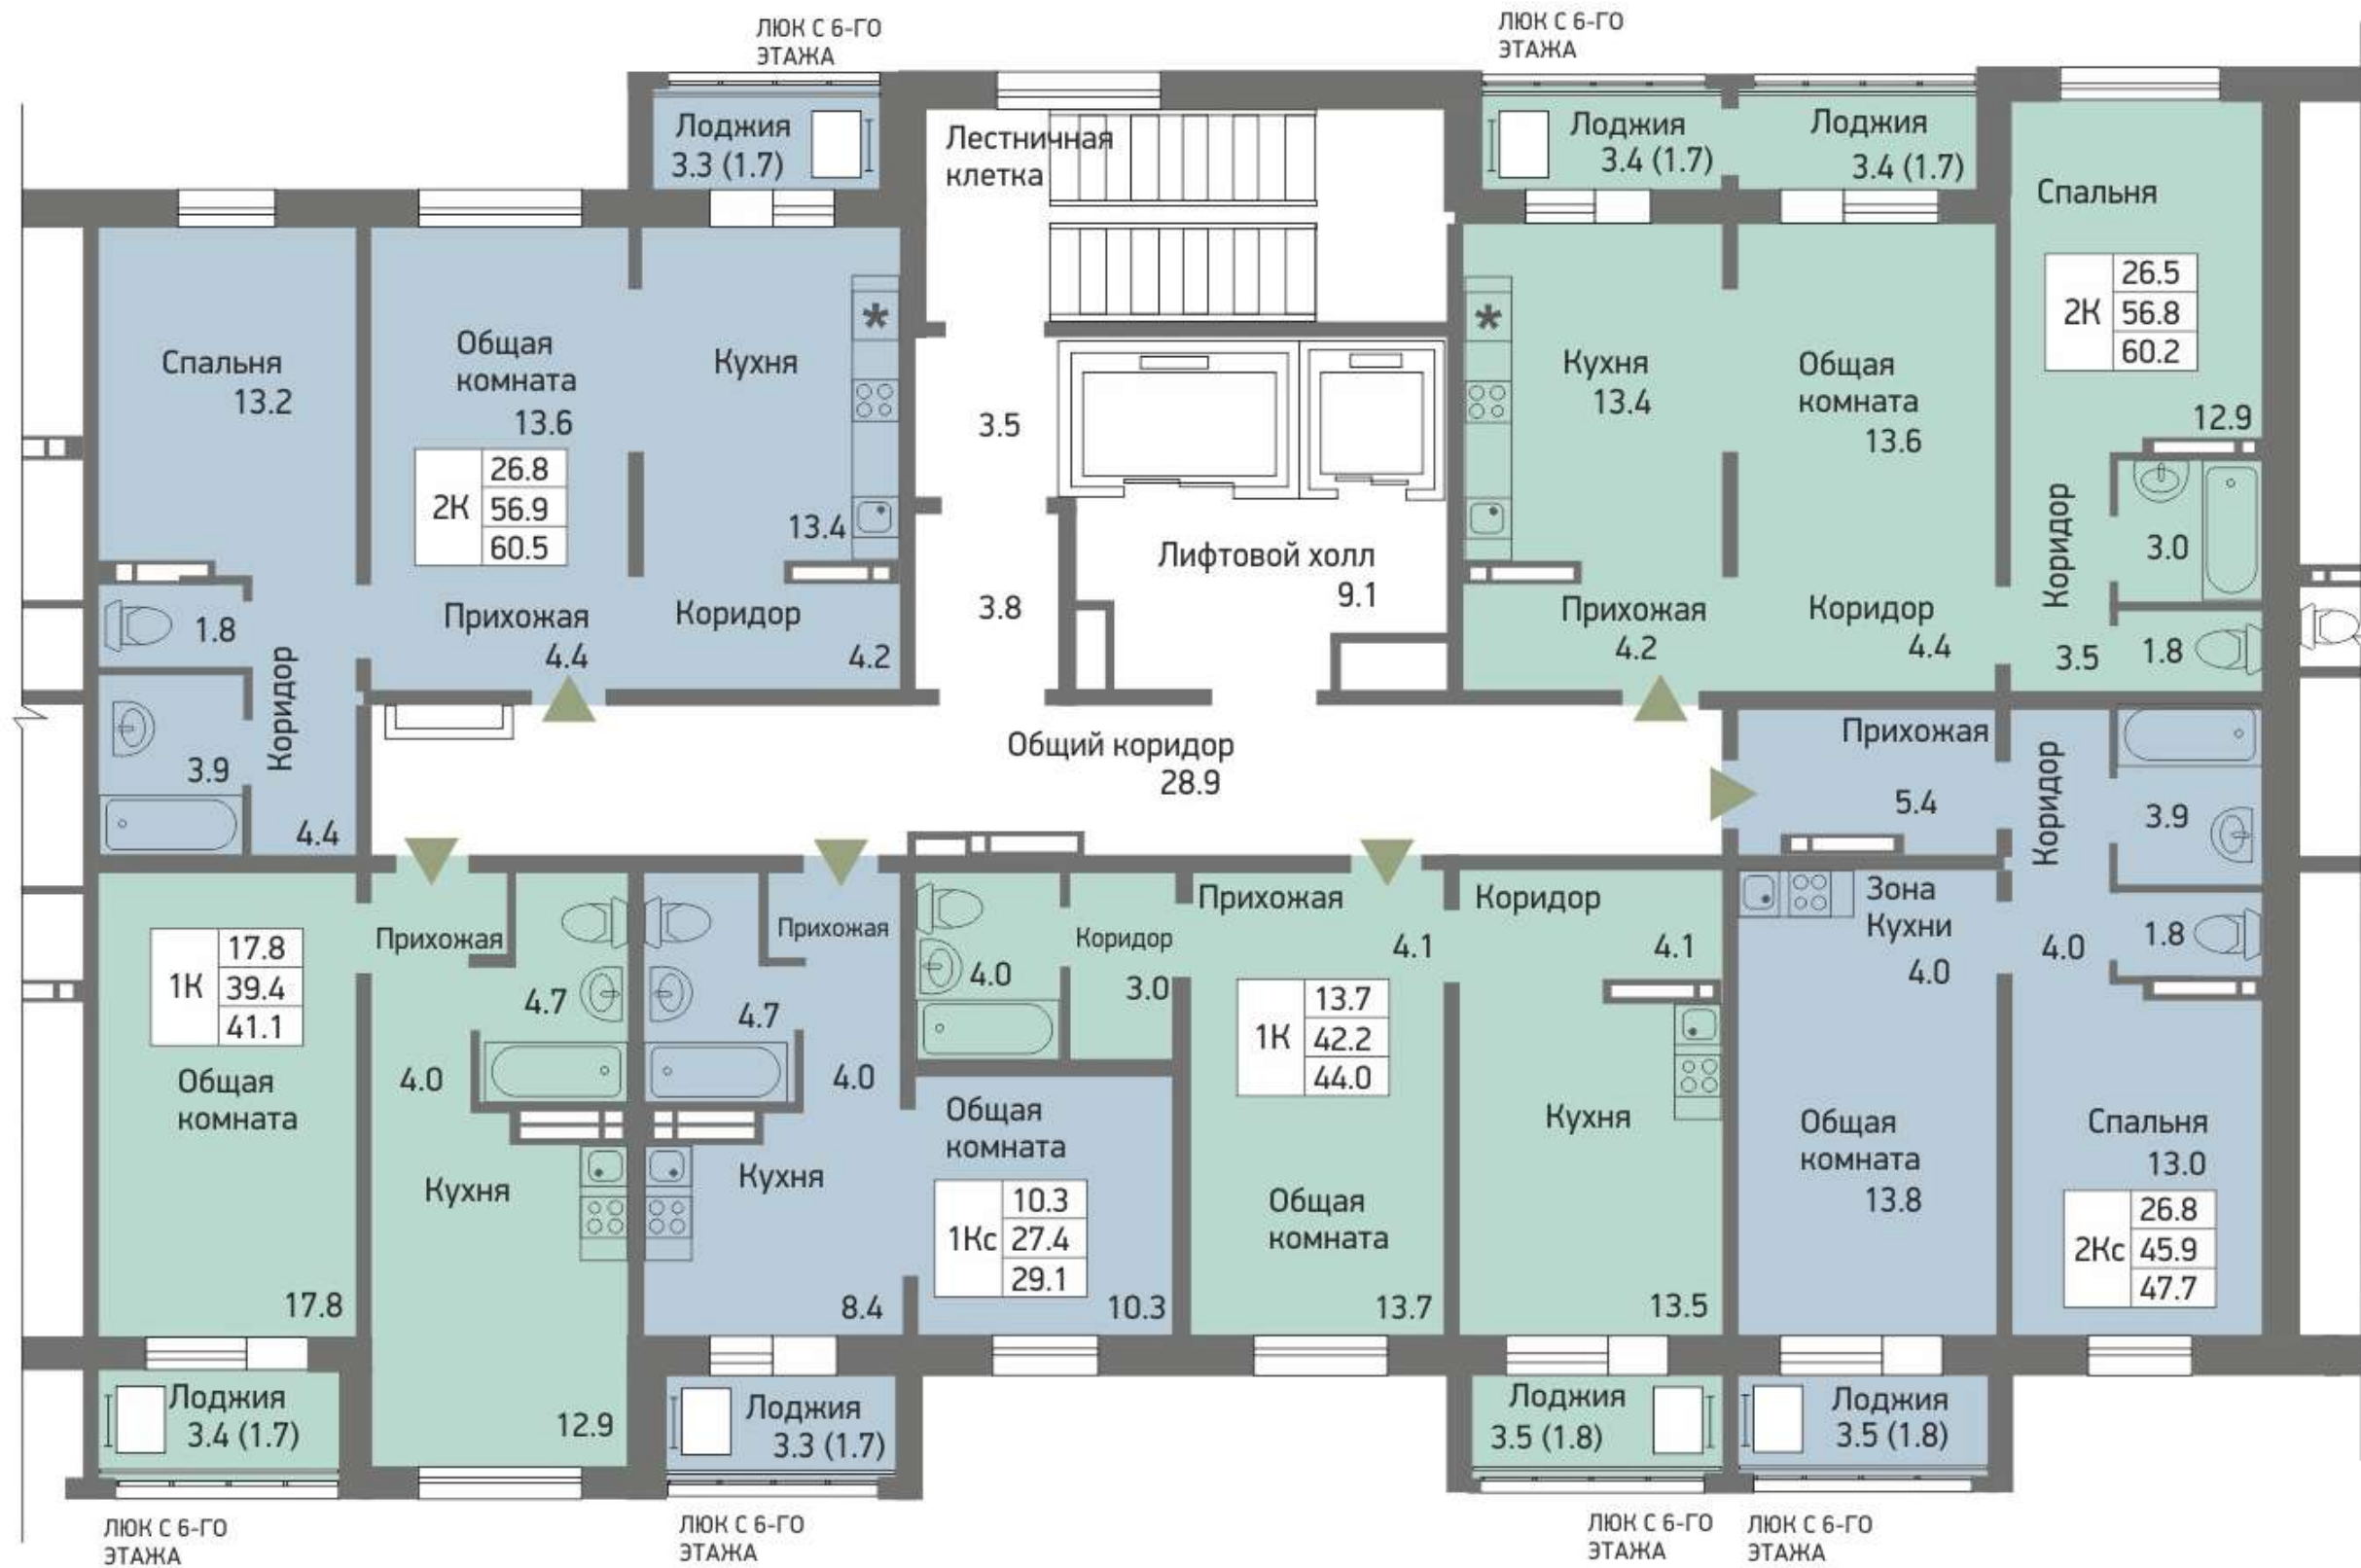 ЛЮК С 6-ГО
ЭТАЖА
ЛЮК С 6-ГО
ЭТАЖА
Лоджия
3.3 (1.7)
Лестничная
клетка
Лоджия
3.4 (1.7)
Лоджия
3.4 (1.7)
Спальня
2К
26.5
56.8
60.2
12.9
Спальня
13.2
Общая
комната
13.6
2К
26.8
56.9
60.5
Кухня
*
13.4
3.5
3.8
Лифтовой холл
9.1
*
Кухня
13.4
Общая
комната
13.6
Коридор
3.0
1.8
3.5
1.8
Коридор
3.9
4.4
Прихожая
4.4
Коридор
4.2
Прихожая
4.2
Коридор
4.4
Общий коридор
28.9
Прихожая
5.4
Коридор
3.9
1.8
4.0
1К
17.8
39.4
41.1
Общая
комната
17.8
Прихожая
4.7
4.0
Кухня
12.9
Прихожая
4.7
4.0
Кухня
8.4
4.0
Коридор
3.0
Общая
комната
1Кс
10.3
27.4
29.1
10.3
Прихожая
4.1
1К
13.7
42.2
44.0
Общая
комната
13.7
Коридор
4.1
Кухня
13.5
Зона
Кухни
4.0
Общая
комната
13.8
Спальня
13.0
2Кс
26.8
45.9
47.7
Лоджия
3.4 (1.7)
Лоджия
3.3 (1.7)
Лоджия
3.5 (1.8)
Лоджия
3.5 (1.8)
ЛЮК С 6-ГО
ЭТАЖА
ЛЮК С 6-ГО
ЭТАЖА
ЛЮК С 6-ГО
ЭТАЖА
ЛЮК С 6-ГО
ЭТАЖА